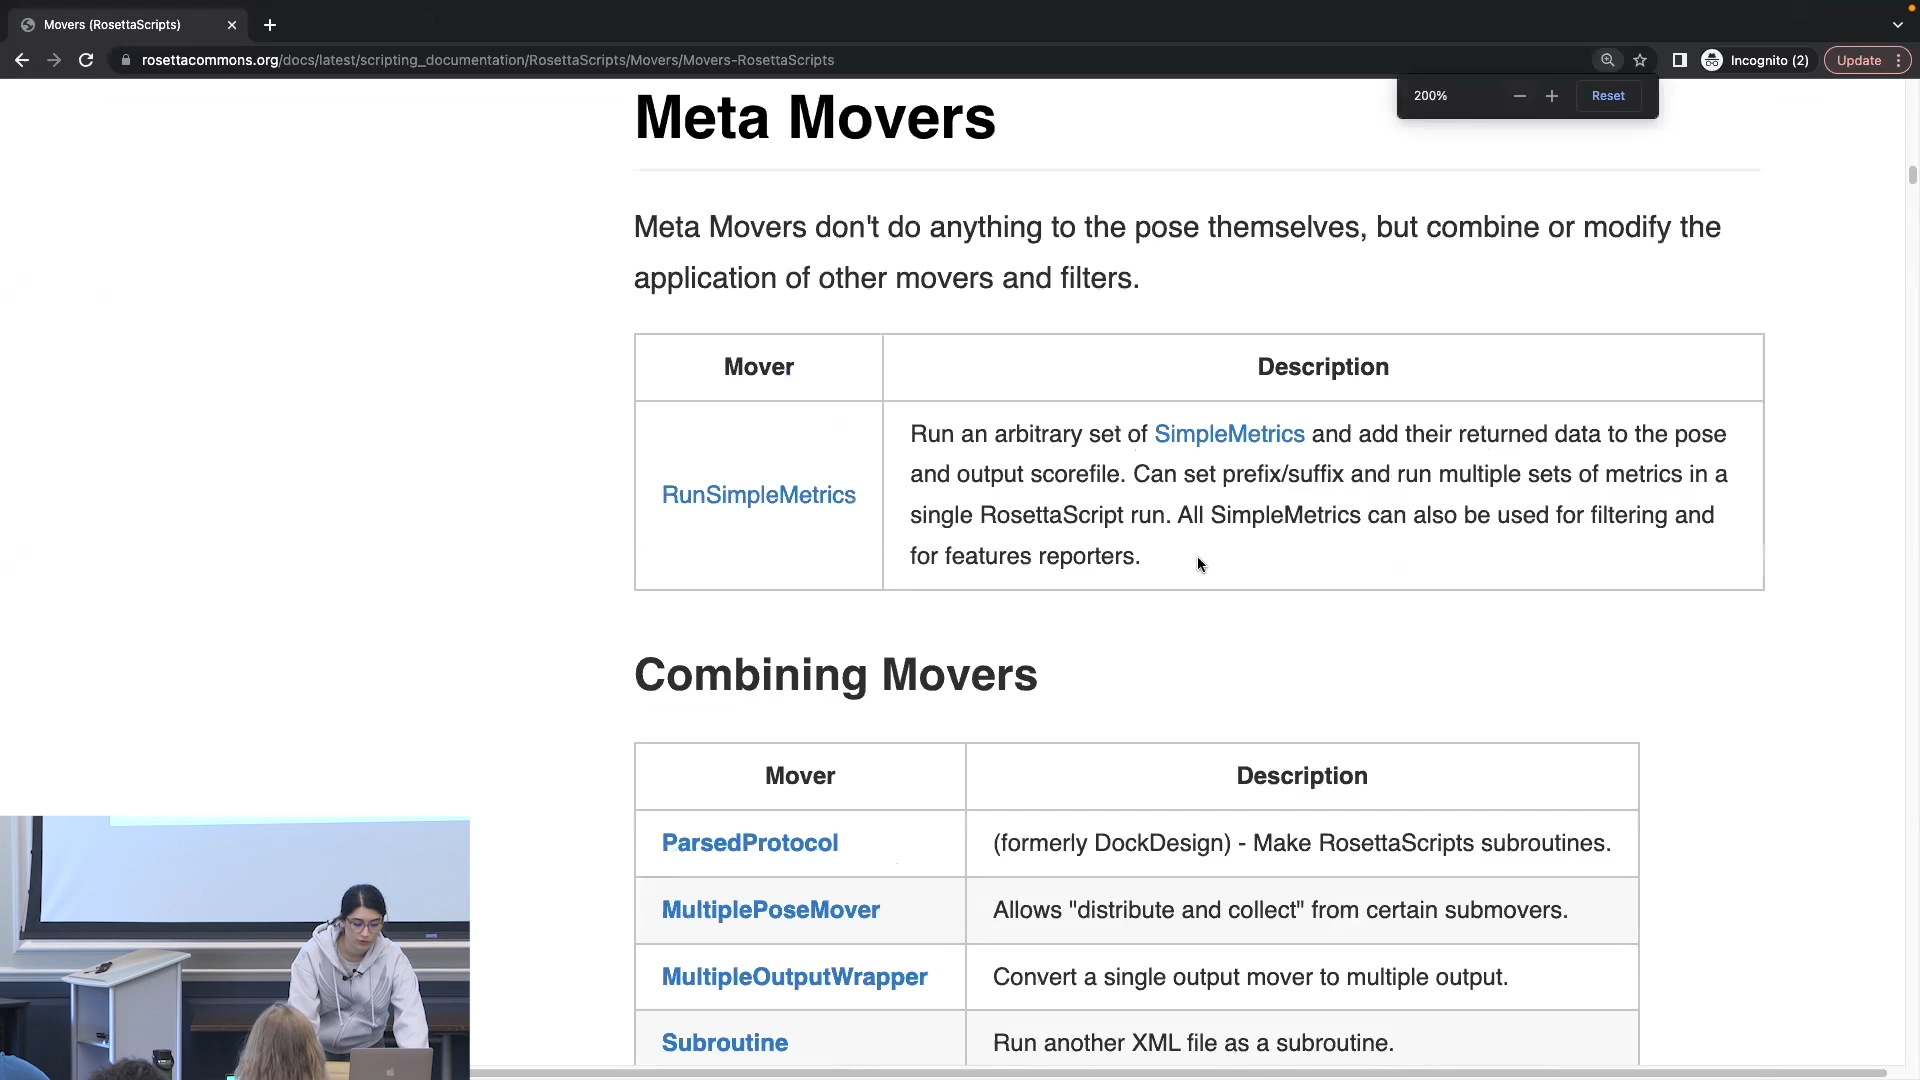 Movers (RosettaScripts)
rosettacommons.org/docs/latest/scripting_documentation/RosettaScripts/Movers/Movers-RosettaScripts
Incognito (2)
Update
200%
Reset
Meta Movers
Meta Movers don't do anything to the pose themselves, but combine or modify the
application of other movers and filters.
Mover
Description
RunSimpleMetrics
Run an arbitrary set of SimpleMetrics and add their returned data to the pose
and output scorefile. Can set prefix/suffix and run multiple sets of metrics in a
single RosettaScript run. All SimpleMetrics can also be used for filtering and
for features reporters.
Combining Movers
Mover
Description
ParsedProtocol
(formerly DockDesign) - Make RosettaScripts subroutines.
MultiplePoseMover
Allows "distribute and collect" from certain submovers.
MultipleOutputWrapper
Convert a single output mover to multiple output.
Subroutine
Run another XML file as a subroutine.